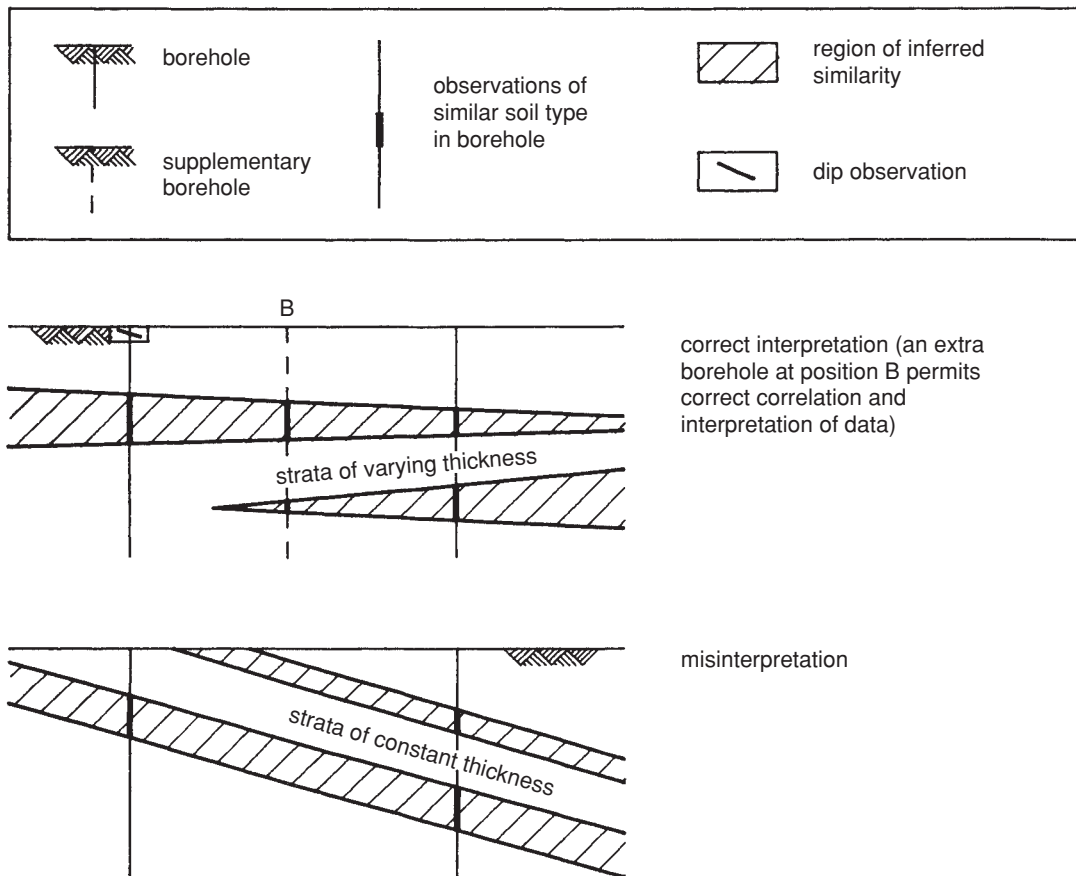 borehole
supplementary
borehole
observations of
similar soil type
in borehole
region of inferred
similarity
dip observation
B
strata of varying thickness
correct interpretation (an extra
borehole at position B permits
correct correlation and
interpretation of data)
strata of constant thickness
misinterpretation